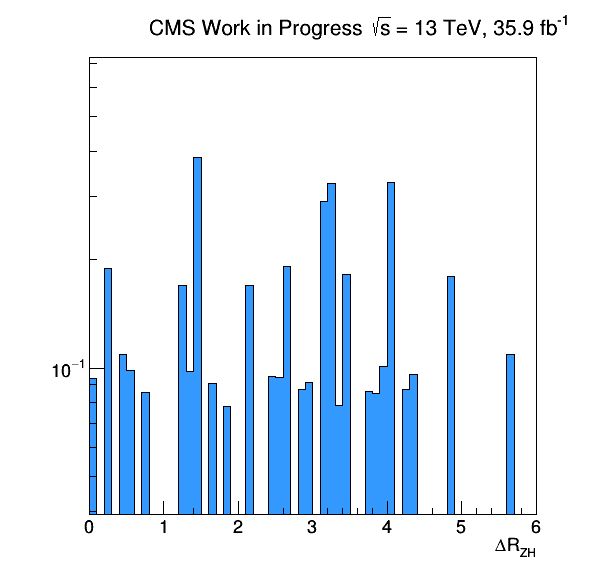 CMS Work in Progress √s = 13 TeV, 35.9 fb⁻¹
10⁻¹
0 1 2 3 4 5 6
ΔR_ZH